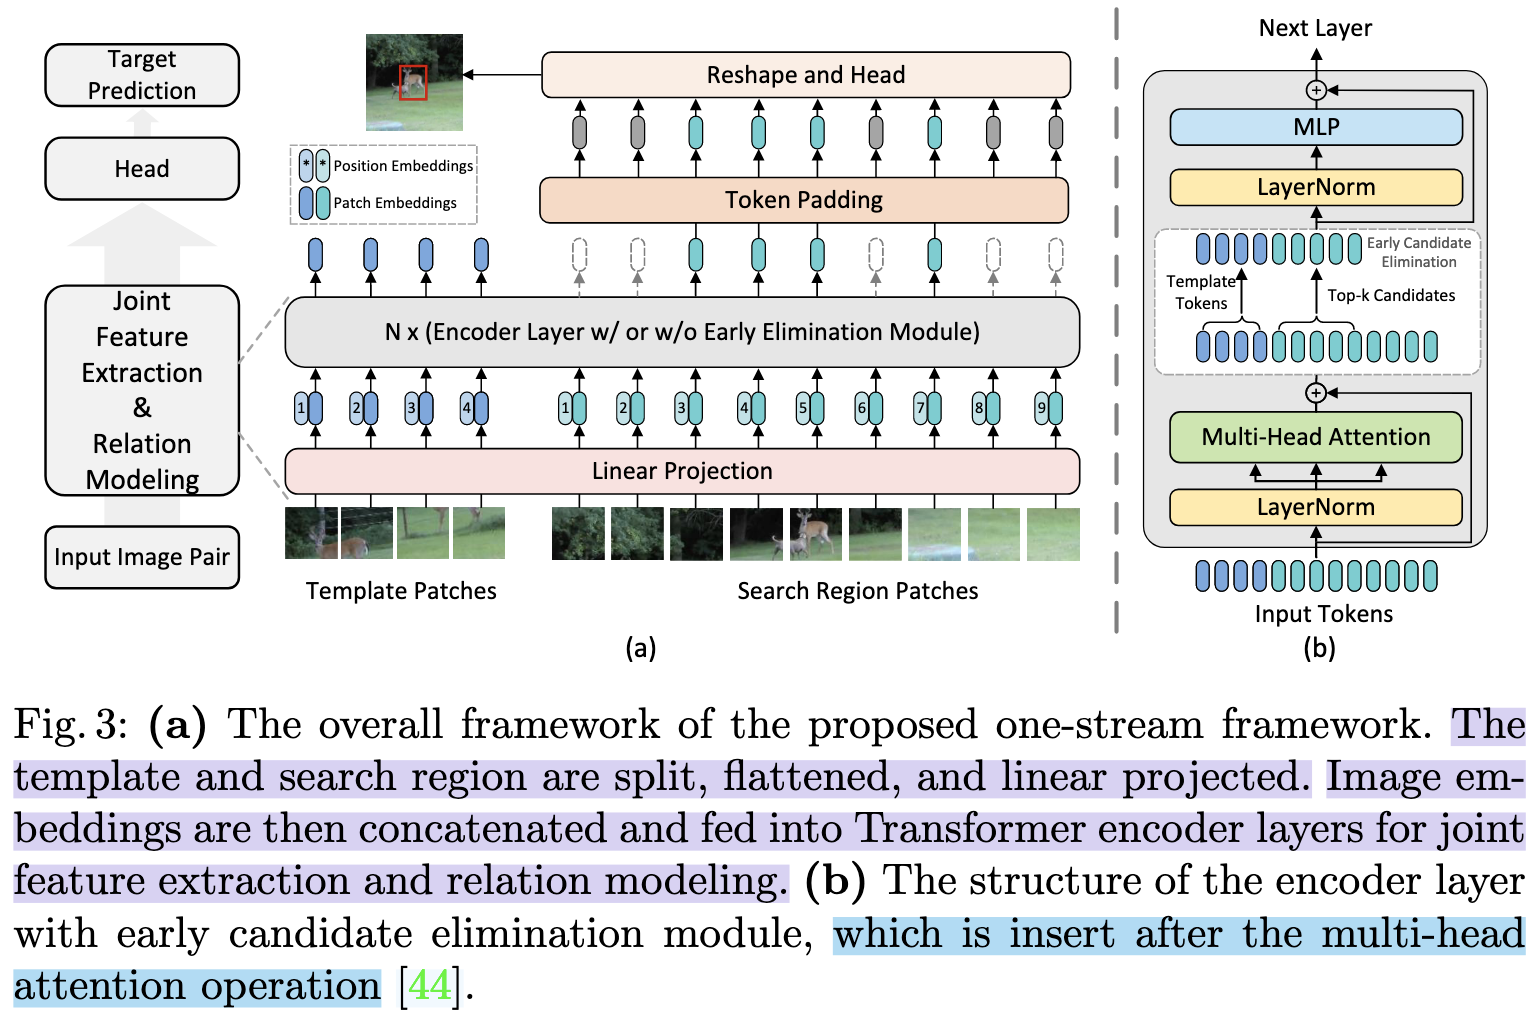 Target
Prediction
Head
Joint
Feature
Extraction
&
Relation
Modeling
Input Image Pair
Reshape and Head
* * Position Embeddings
Patch Embeddings
Token Padding
N x (Encoder Layer w/ or w/o Early Elimination Module)
1 2 3 4 1 2 3 4 5 6 7 8 9
Linear Projection
Template Patches
Search Region Patches
(a)
Next Layer
+
MLP
LayerNorm
Early Candidate
Elimination
Template
Tokens
Top-k Candidates
+
Multi-Head Attention
LayerNorm
Input Tokens
(b)
Fig. 3: (a) The overall framework of the proposed one-stream framework. The
template and search region are split, flattened, and linear projected. Image em-
beddings are then concatenated and fed into Transformer encoder layers for joint
feature extraction and relation modeling. (b) The structure of the encoder layer
with early candidate elimination module, which is insert after the multi-head
attention operation [44].